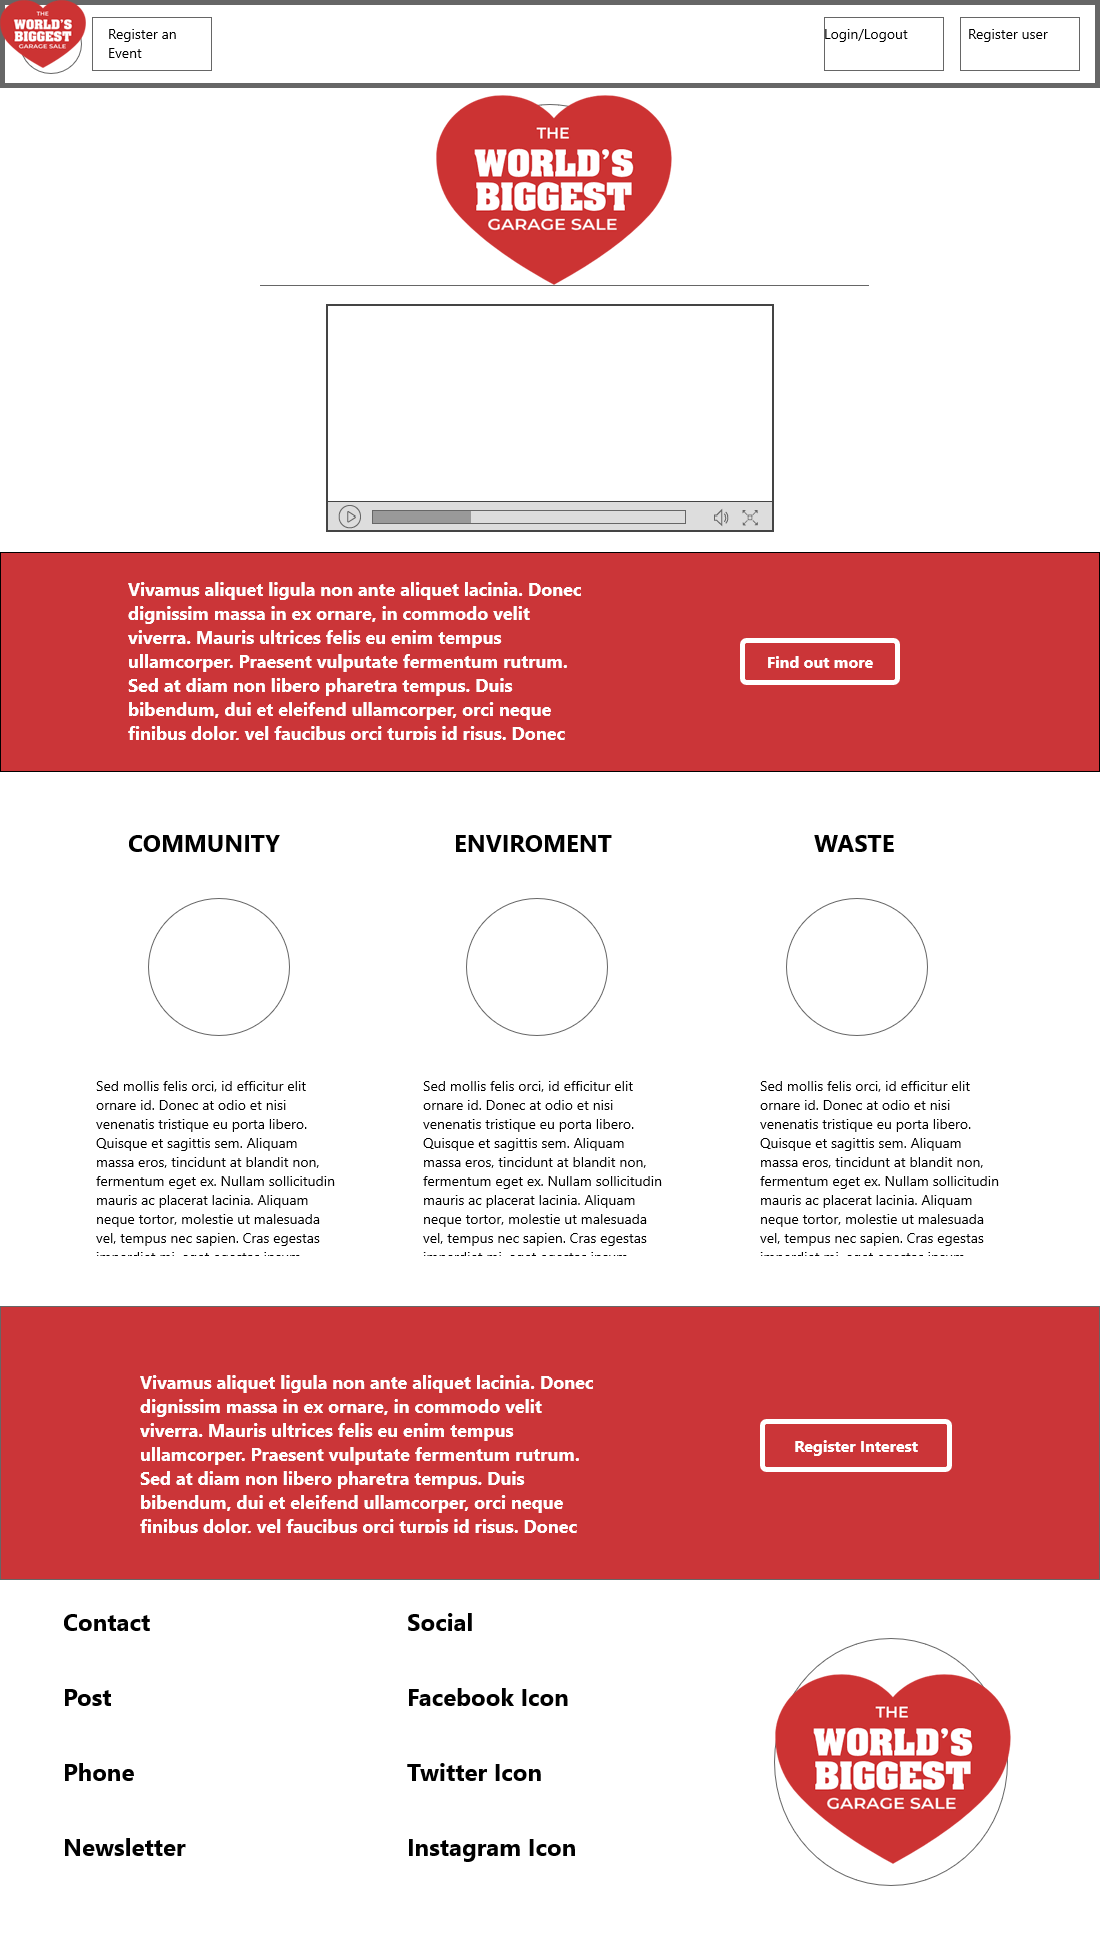 THE
WORLD'S
BIGGEST
GARAGE SALE
Register an
Event
Login/Logout
Register user
THE
WORLD'S
BIGGEST
GARAGE SALE
Vivamus aliquet ligula non ante aliquet lacinia. Donec
dignissim massa in ex ornare, in commodo velit
viverra. Mauris ultrices felis eu enim tempus
ullamcorper. Praesent vulputate fermentum rutrum.
Sed at diam non libero pharetra tempus. Duis
bibendum, dui et eleifend ullamcorper, orci neque
finibus dolor, vel faucibus orci turpis id risus. Donec
Find out more
COMMUNITY
ENVIROMENT
WASTE
Sed mollis felis orci, id efficitur elit
ornare id. Donec at odio et nisi
venenatis tristique eu porta libero.
Quisque et sagittis sem. Aliquam
massa eros, tincidunt at blandit non,
fermentum eget ex. Nullam sollicitudin
mauris ac placerat lacinia. Aliquam
neque tortor, molestie ut malesuada
vel, tempus nec sapien. Cras egestas
imperdiet mi, eget egestas ipsum
Sed mollis felis orci, id efficitur elit
ornare id. Donec at odio et nisi
venenatis tristique eu porta libero.
Quisque et sagittis sem. Aliquam
massa eros, tincidunt at blandit non,
fermentum eget ex. Nullam sollicitudin
mauris ac placerat lacinia. Aliquam
neque tortor, molestie ut malesuada
vel, tempus nec sapien. Cras egestas
imperdiet mi, eget egestas ipsum
Sed mollis felis orci, id efficitur elit
ornare id. Donec at odio et nisi
venenatis tristique eu porta libero.
Quisque et sagittis sem. Aliquam
massa eros, tincidunt at blandit non,
fermentum eget ex. Nullam sollicitudin
mauris ac placerat lacinia. Aliquam
neque tortor, molestie ut malesuada
vel, tempus nec sapien. Cras egestas
imperdiet mi, eget egestas ipsum
Vivamus aliquet ligula non ante aliquet lacinia. Donec
dignissim massa in ex ornare, in commodo velit
viverra. Mauris ultrices felis eu enim tempus
ullamcorper. Praesent vulputate fermentum rutrum.
Sed at diam non libero pharetra tempus. Duis
bibendum, dui et eleifend ullamcorper, orci neque
finibus dolor, vel faucibus orci turpis id risus. Donec
Register Interest
Contact
Post
Phone
Newsletter
Social
Facebook Icon
Twitter Icon
Instagram Icon
THE
WORLD'S
BIGGEST
GARAGE SALE